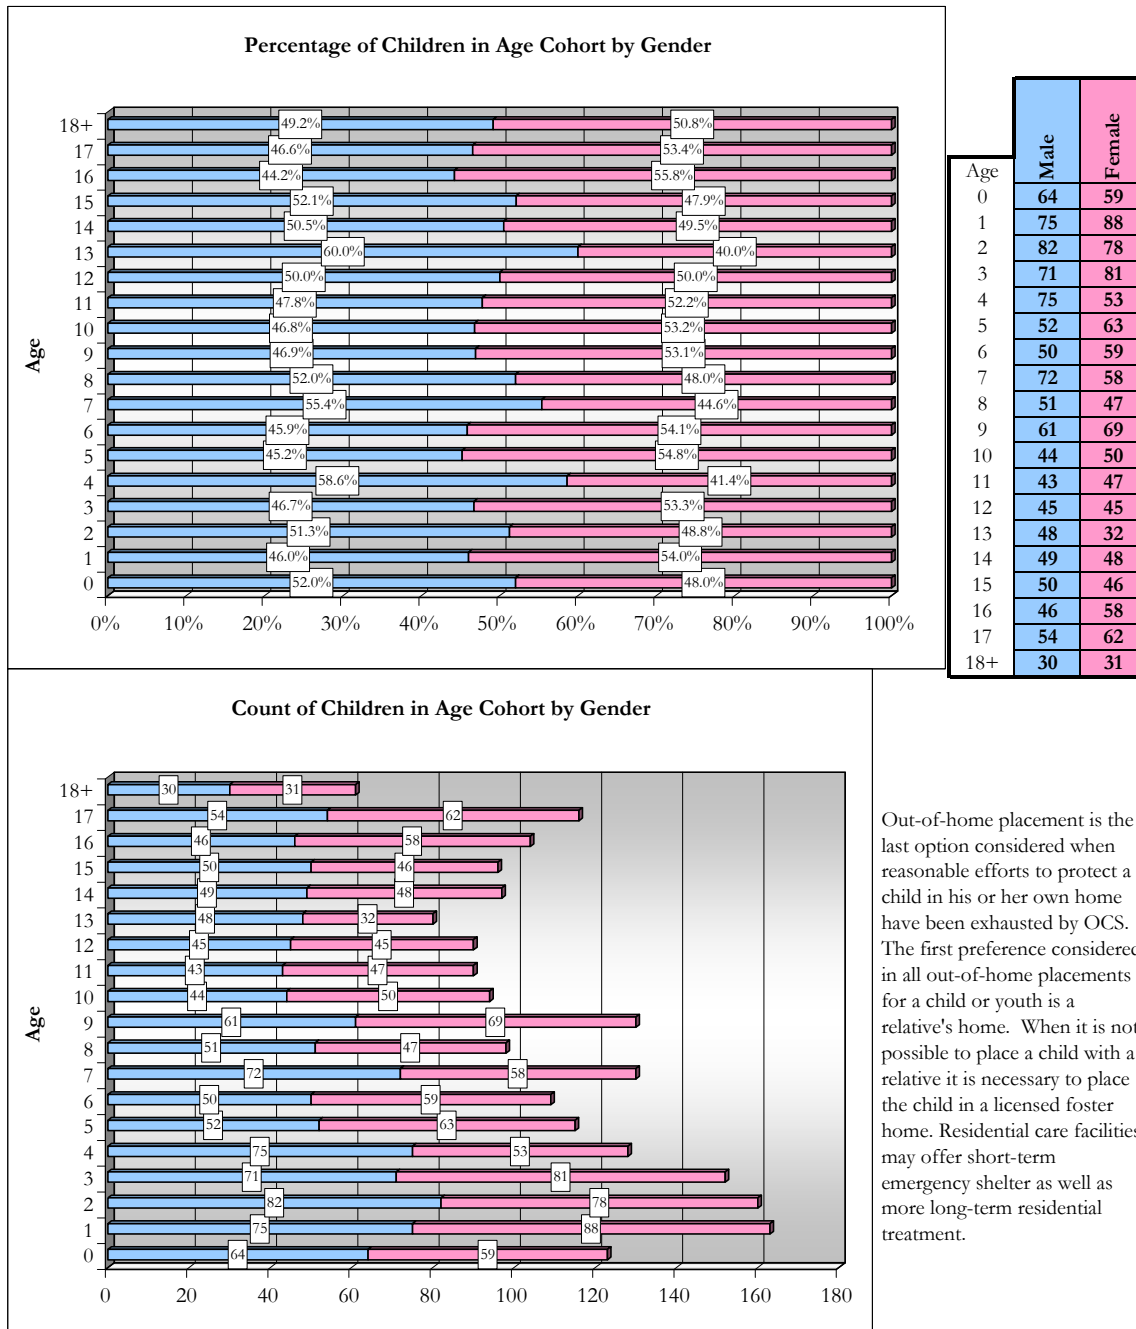 Percentage of Children in Age Cohort by Gender
Age
18+ 49.2% 50.8%
17 46.6% 53.4%
16 44.2% 55.8%
15 52.1% 47.9%
14 50.5% 49.5%
13 60.0% 40.0%
12 50.0% 50.0%
11 47.8% 52.2%
10 46.8% 53.2%
9 46.9% 53.1%
8 52.0% 48.0%
7 55.4% 44.6%
6 45.9% 54.1%
5 45.2% 54.8%
4 58.6% 41.4%
3 46.7% 53.3%
2 51.3% 48.8%
1 46.0% 54.0%
0 52.0% 48.0%
0% 10% 20% 30% 40% 50% 60% 70% 80% 90% 100%
Age Male Female
0 64 59
1 75 88
2 82 78
3 71 81
4 75 53
5 52 63
6 50 59
7 72 58
8 51 47
9 61 69
10 44 50
11 43 47
12 45 45
13 48 32
14 49 48
15 50 46
16 46 58
17 54 62
18+ 30 31
Count of Children in Age Cohort by Gender
Age
18+ 30 31
17 54 62
16 46 58
15 50 46
14 49 48
13 48 32
12 45 45
11 43 47
10 44 50
9 61 69
8 51 47
7 72 58
6 50 59
5 52 63
4 75 53
3 71 81
2 82 78
1 75 88
0 64 59
0 20 40 60 80 100 120 140 160 180
Out-of-home placement is the
last option considered when
reasonable efforts to protect a
child in his or her own home
have been exhausted by OCS.
The first preference considered
in all out-of-home placements
for a child or youth is a
relative's home. When it is not
possible to place a child with a
relative it is necessary to place
the child in a licensed foster
home. Residential care facilities
may offer short-term
emergency shelter as well as
more long-term residential
treatment.